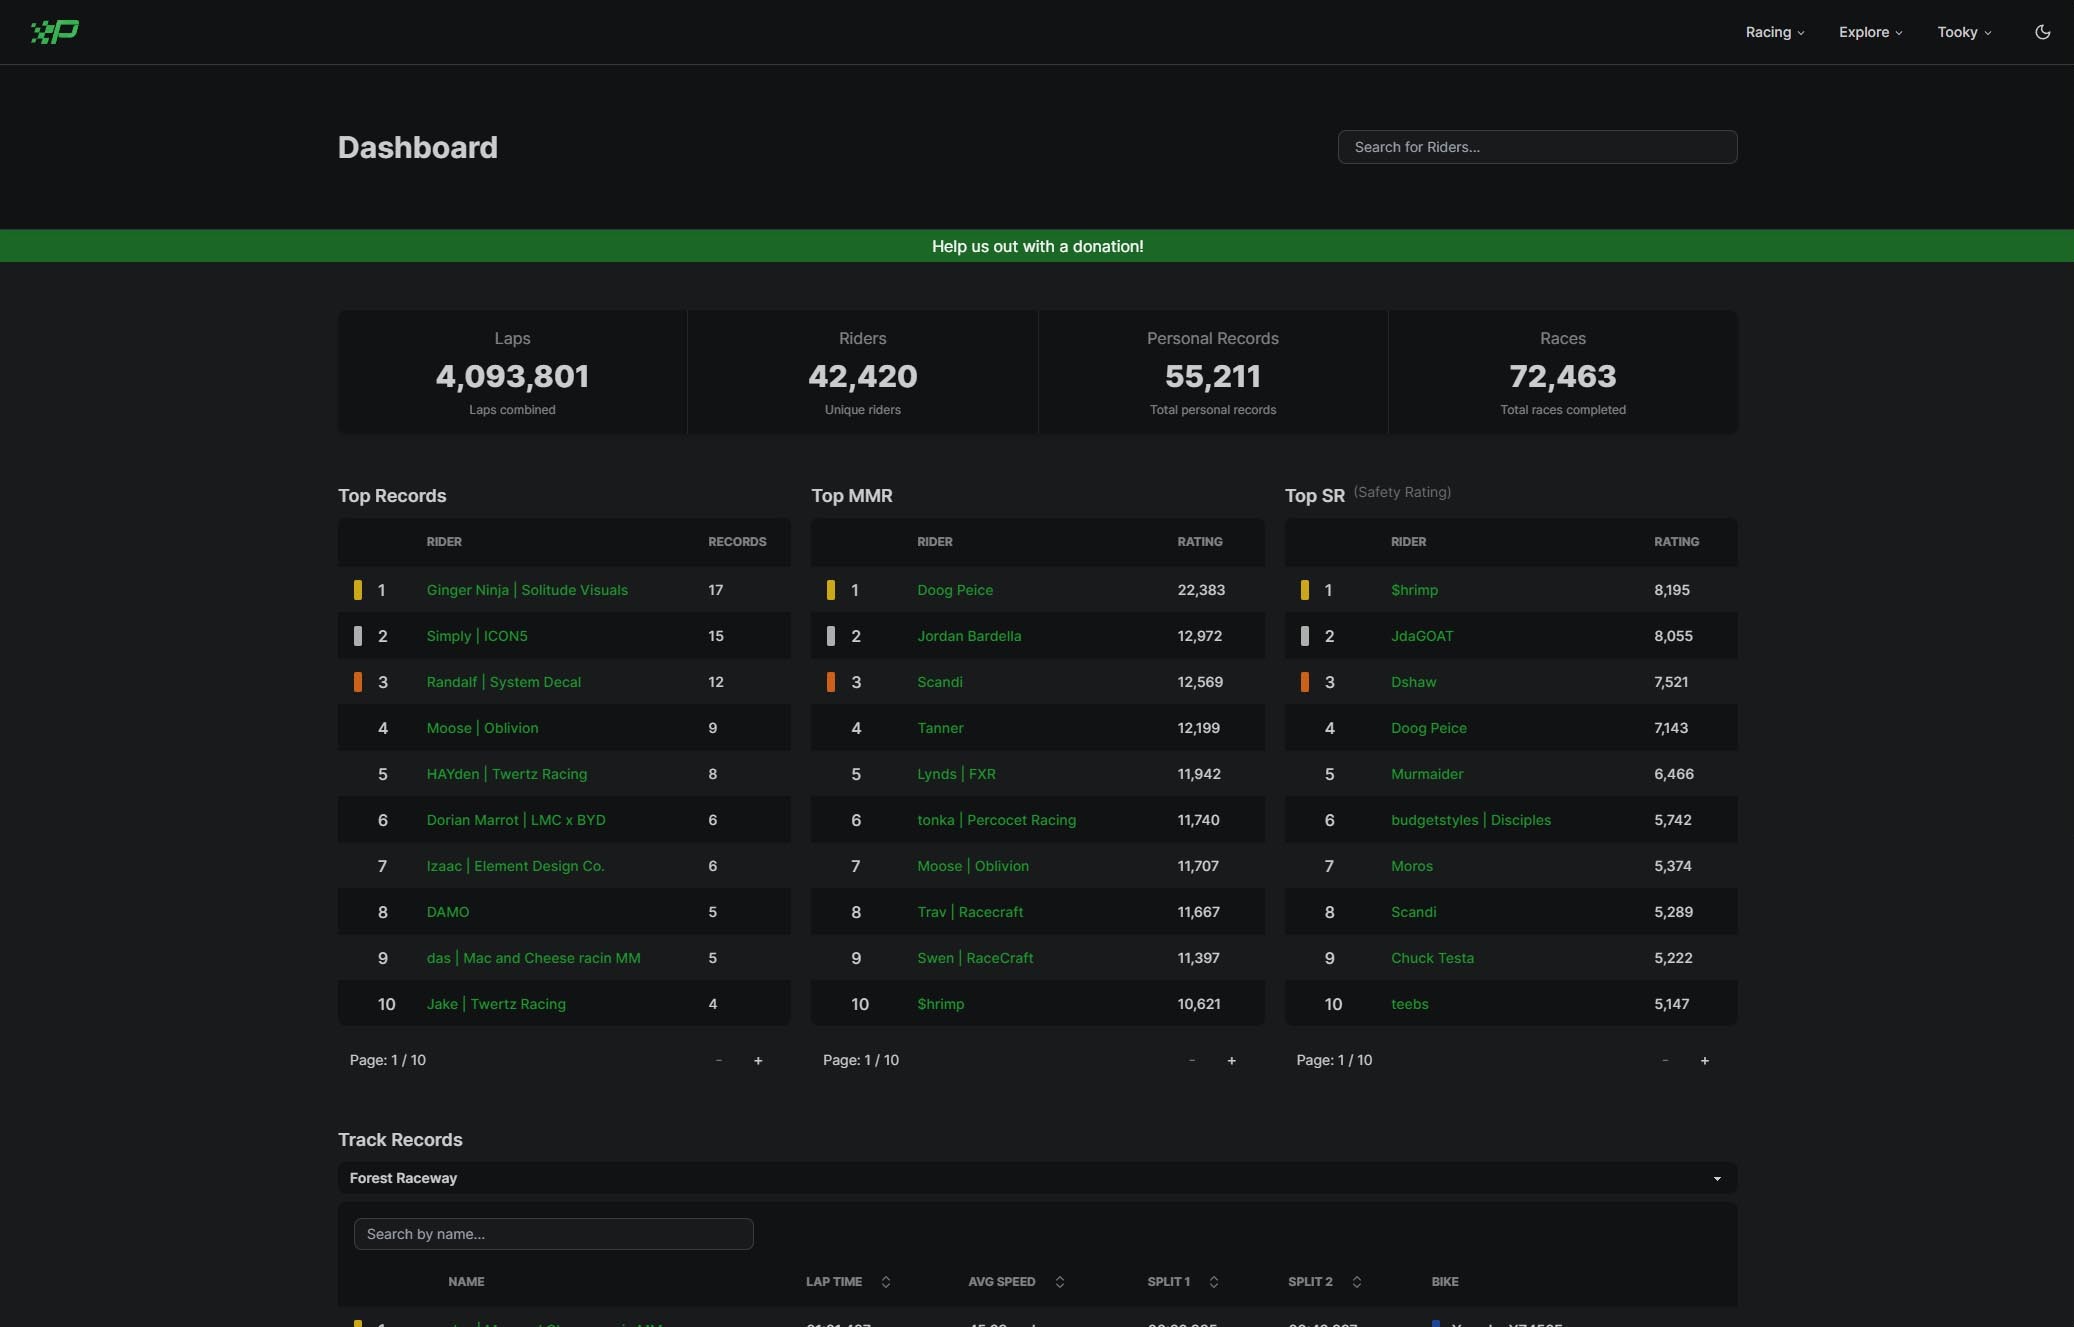 Racing
Explore
Tooky
Dashboard
Search for Riders...
Help us out with a donation!
Laps
4,093,801
Laps combined
Riders
42,420
Unique riders
Personal Records
55,211
Total personal records
Races
72,463
Total races completed
Top Records
RIDER RECORDS
1 Ginger Ninja | Solitude Visuals 17
2 Simply | ICON5 15
3 Randalf | System Decal 12
4 Moose | Oblivion 9
5 HAYden | Twertz Racing 8
6 Dorian Marrot | LMC x BYD 6
7 Izaac | Element Design Co. 6
8 DAMO 5
9 das | Mac and Cheese racin MM 5
10 Jake | Twertz Racing 4
Page: 1 / 10 - +
Top MMR
RIDER RATING
1 Doog Peice 22,383
2 Jordan Bardella 12,972
3 Scandi 12,569
4 Tanner 12,199
5 Lynds | FXR 11,942
6 tonka | Percocet Racing 11,740
7 Moose | Oblivion 11,707
8 Trav | Racecraft 11,667
9 Swen | RaceCraft 11,397
10 $hrimp 10,621
Page: 1 / 10 - +
Top SR (Safety Rating)
RIDER RATING
1 $hrimp 8,195
2 JdaGOAT 8,055
3 Dshaw 7,521
4 Doog Peice 7,143
5 Murmaider 6,466
6 budgetstyles | Disciples 5,742
7 Moros 5,374
8 Scandi 5,289
9 Chuck Testa 5,222
10 teebs 5,147
Page: 1 / 10 - +
Track Records
Forest Raceway
Search by name...
NAME LAP TIME AVG SPEED SPLIT 1 SPLIT 2 BIKE